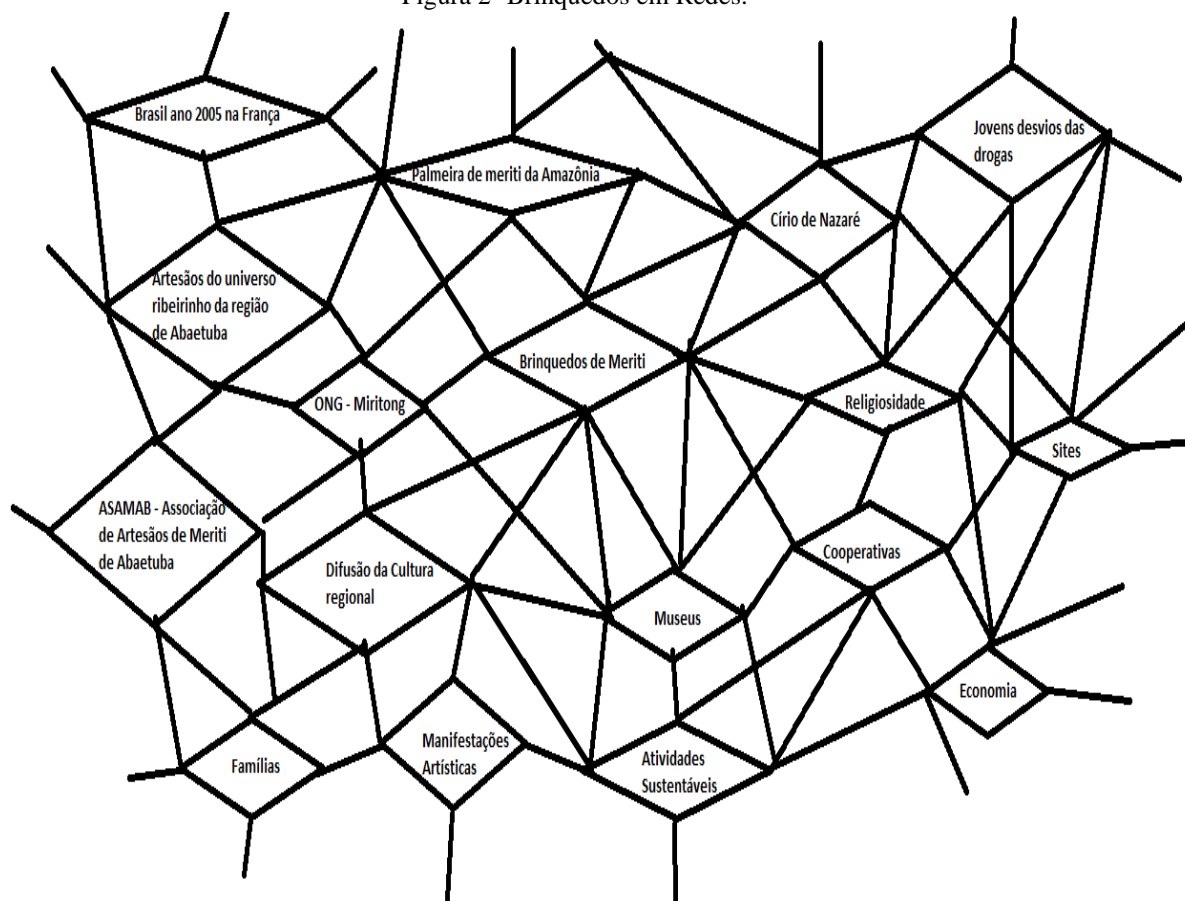 Figura 2- Brinquedos em Redes.
Brasil ano 2005 na França
Jovens desvios das
drogas
Palmeira de meriti da Amazônia
Círio de Nazaré
Artesãos do universo
ribeirinho da região
de Abaetuba
Brinquedos de Meriti
ONG - Miritong
Religiosidade
Sites
ASAMAB - Associação
de Artesãos de Meriti
de Abaetuba
Difusão da Cultura
regional
Cooperativas
Museus
Economia
Famílias
Manifestações
Artísticas
Atividades
Sustentáveis